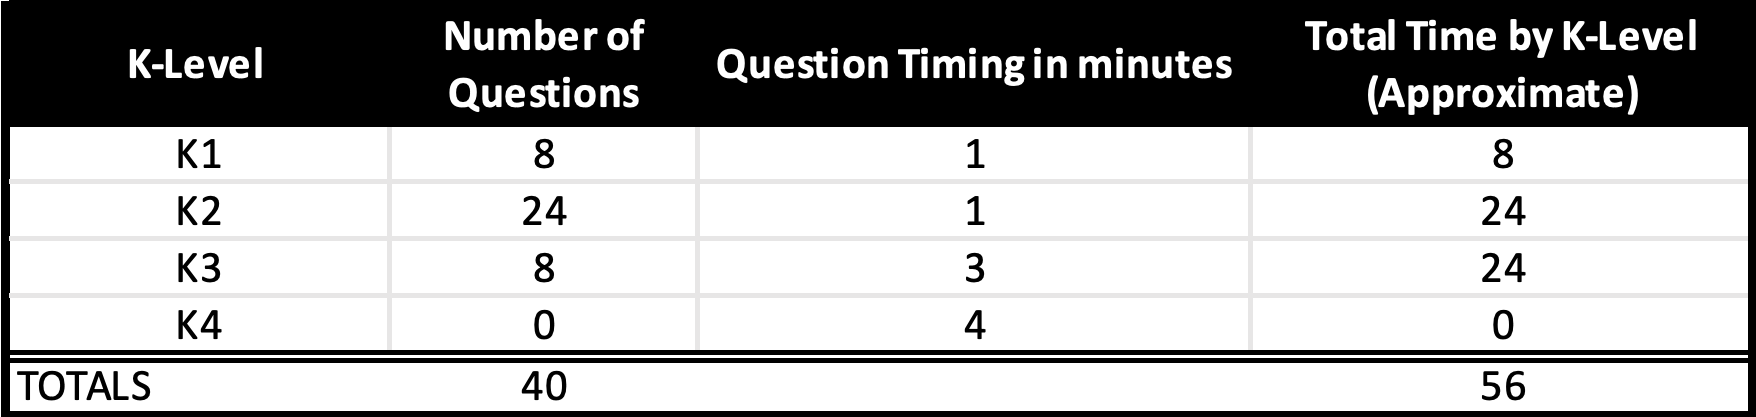 K-Level Number of Questions Question Timing in minutes Total Time by K-Level (Approximate)
K1 8 1 8
K2 24 1 24
K3 8 3 24
K4 0 4 0
TOTALS 40 56